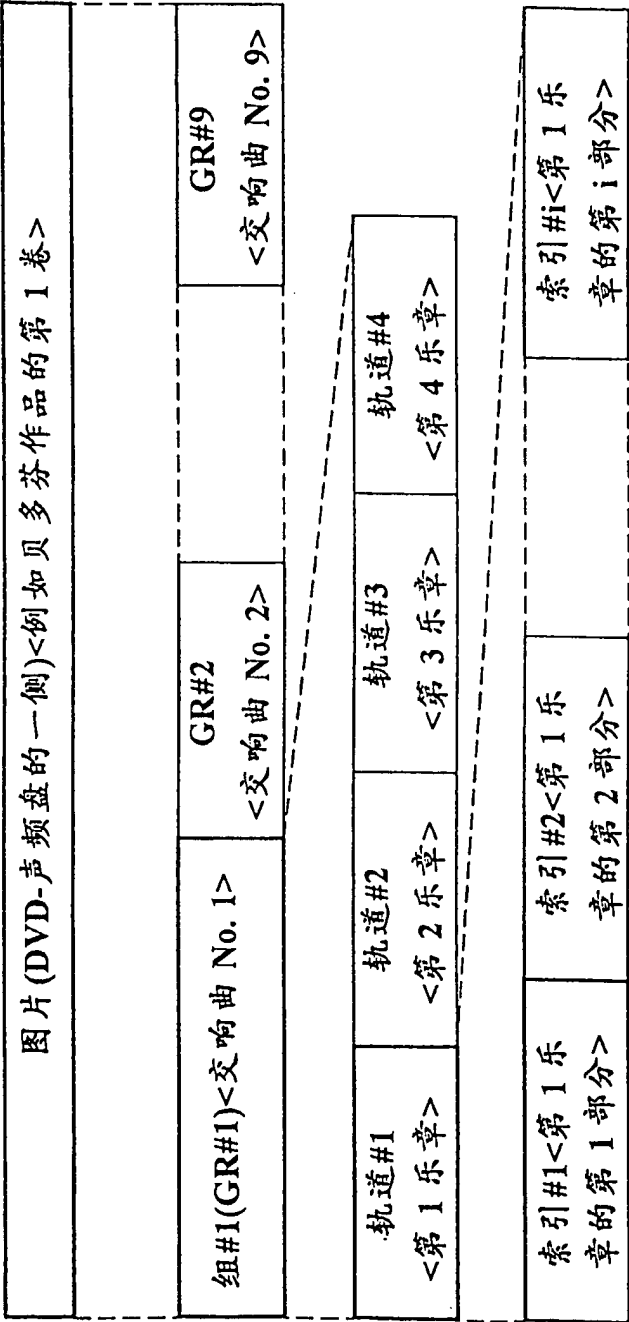 图片(DVD-声频盘的一侧)<例如贝多芬作品的第 1 卷>
组#1(GR#1)<交响曲 No. 1>
GR#2
<交响曲 No. 2>
GR#9
<交响曲 No. 9>
轨道#1
<第 1 乐章>
轨道#2
<第 2 乐章>
轨道#3
<第 3 乐章>
轨道#4
<第 4 乐章>
索引#1<第 1 乐
章的第 1 部分>
索引#2<第 1 乐
章的第 2 部分>
索引#i<第 1 乐
章的第 i 部分>